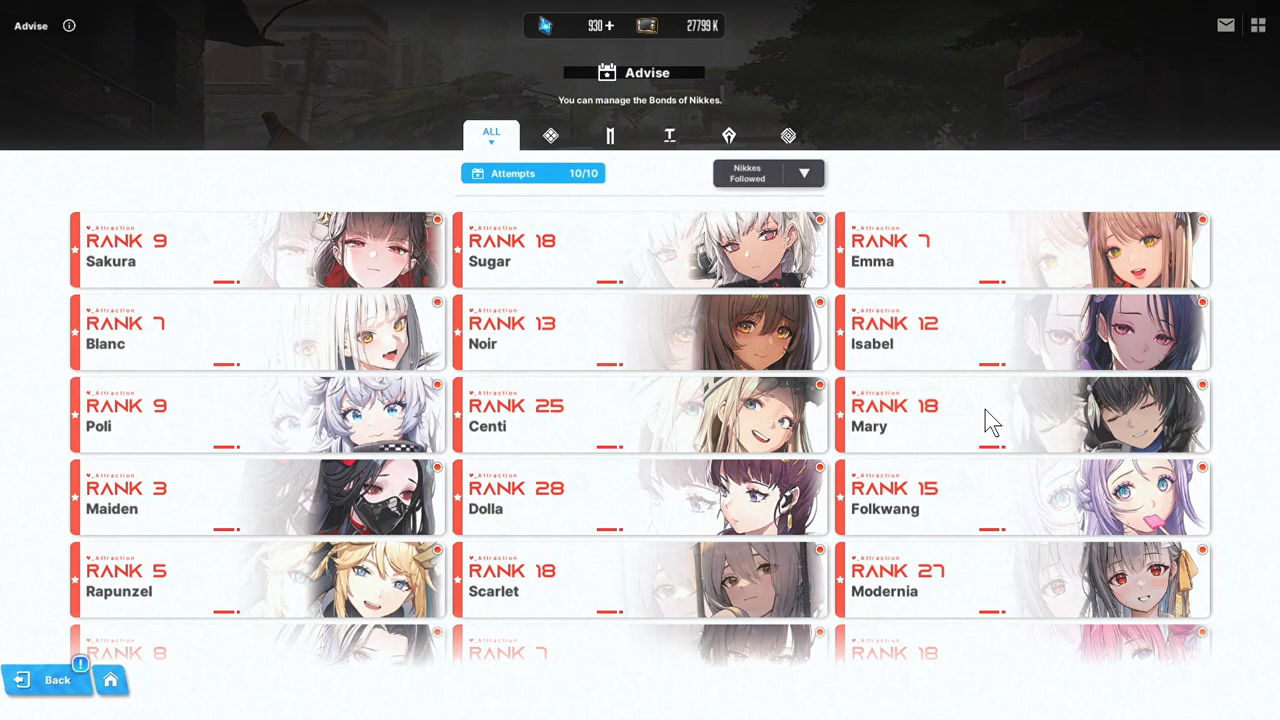 Advise
930 +
27799 K
Advise
You can manage the Bonds of Nikkes.
ALL
Attempts 10/10
Nikkes
Followed
Attraction
RANK 9
Sakura
Attraction
RANK 18
Sugar
Attraction
RANK 7
Emma
Attraction
RANK 7
Blanc
Attraction
RANK 13
Noir
Attraction
RANK 12
Isabel
Attraction
RANK 9
Poli
Attraction
RANK 25
Centi
Attraction
RANK 18
Mary
Attraction
RANK 3
Maiden
Attraction
RANK 28
Dolla
Attraction
RANK 15
Folkwang
Attraction
RANK 5
Rapunzel
Attraction
RANK 18
Scarlet
Attraction
RANK 27
Modernia
Attraction
RANK 8
Attraction
RANK 7
Attraction
RANK 18
Back